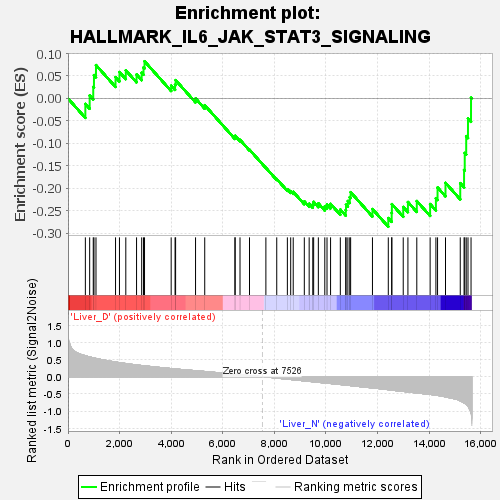 Enrichment plot:
HALLMARK_IL6_JAK_STAT3_SIGNALING
Enrichment score (ES)
0.10
0.05
0.00
-0.05
-0.10
-0.15
-0.20
-0.25
-0.30
'Liver_D' (positively correlated)
Ranked list metric (Signal2Noise)
1.5
1.0
0.5
0.0
-0.5
-1.0
-1.5
Zero cross at 7526
'Liver_N' (negatively correlated)
0
2,000
4,000
6,000
8,000
10,000
12,000
14,000
16,000
Rank in Ordered Dataset
Enrichment profile
Hits
Ranking metric scores